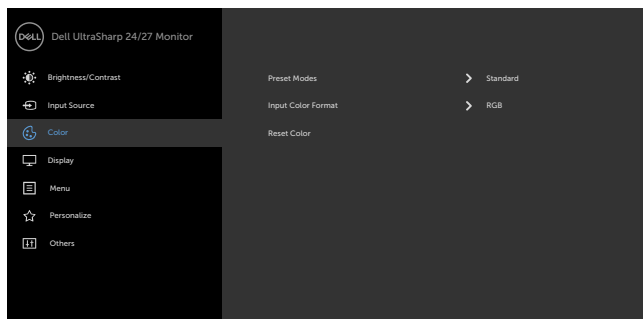 DELL Dell UltraSharp 24/27 Monitor
Brightness/Contrast
Preset Modes Standard
Input Source
Input Color Format RGB
Color
Reset Color
Display
Menu
Personalize
Others